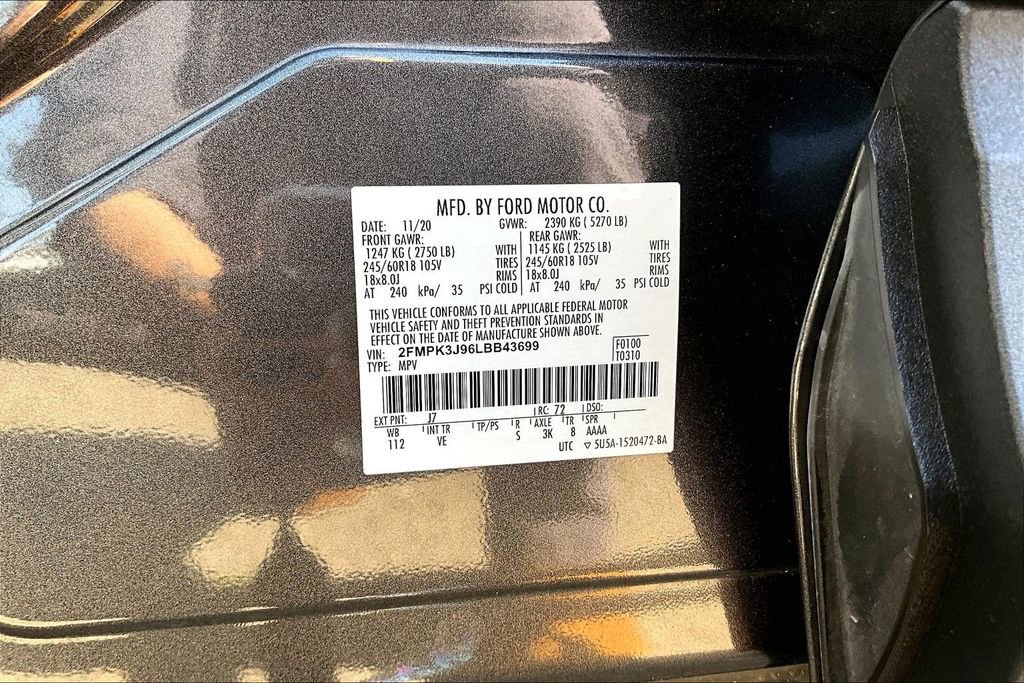 MFD. BY FORD MOTOR CO.
DATE: 11/20 GVWR: 2390 KG ( 5270 LB)
FRONT GAWR: REAR GAWR:
1247 KG ( 2750 LB) WITH 1145 KG ( 2525 LB) WITH
245/60R18 105V TIRES 245/60R18 105V TIRES
18x8.0J RIMS 18x8.0J RIMS
AT 240 kPa/ 35 PSI COLD AT 240 kPa/ 35 PSI COLD
THIS VEHICLE CONFORMS TO ALL APPLICABLE FEDERAL MOTOR
VEHICLE SAFETY AND THEFT PREVENTION STANDARDS IN
EFFECT ON THE DATE OF MANUFACTURE SHOWN ABOVE.
VIN: 2FMPK3J96LBB43699 F0100
TYPE: MPV T0310
EXT PNT: J7 RC: 72 DSO:
WB INT TR TP/PS R AXLE TR SPR
112 VE S 3K 8 AAAA
UTC ▽ 5U5A-1520472-BA